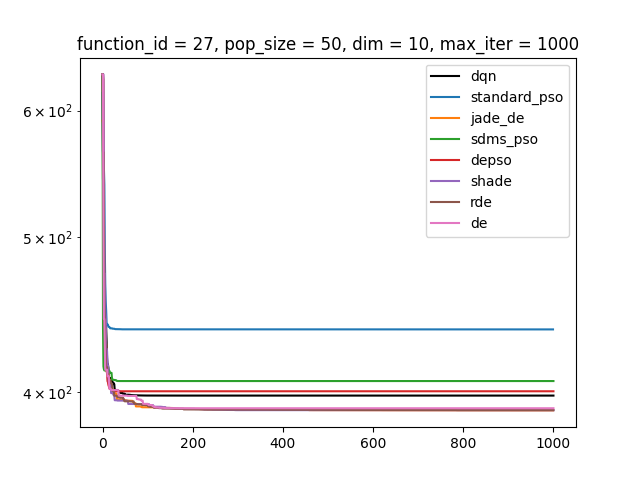 function_id = 27, pop_size = 50, dim = 10, max_iter = 1000
6 × 10²
5 × 10²
4 × 10²
dqn
standard_pso
jade_de
sdms_pso
depso
shade
rde
de
0 200 400 600 800 1000